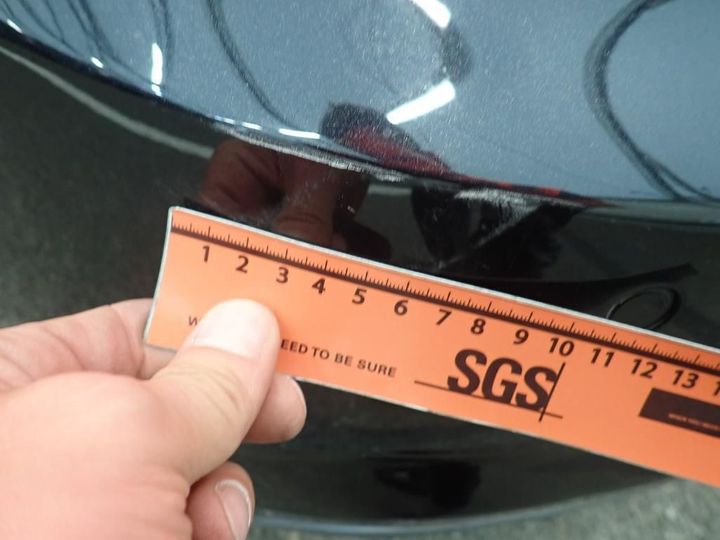 1 2 3 4 5 6 7 8 9 10 11 12 13
EED TO BE SURE
SGS